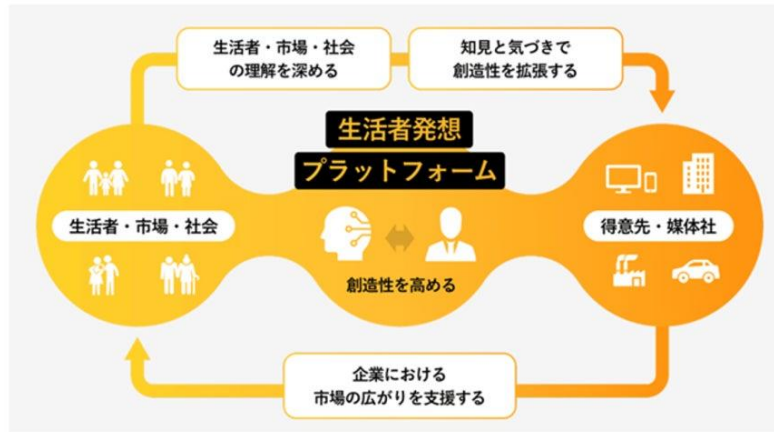 生活者・市場・社会
の理解を深める
知見と気づきで
創造性を拡張する
生活者発想
プラットフォーム
生活者・市場・社会
創造性を高める
得意先・媒体社
企業における
市場の広がりを支援する